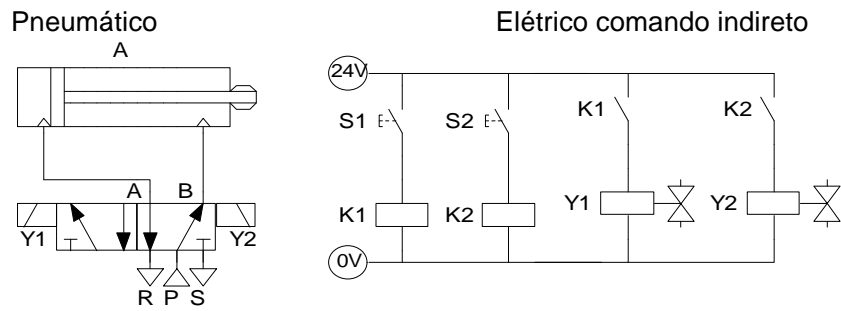 Pneumático
Elétrico comando indireto
A
24V
S1
S2
K1
K2
A
B
Y1
Y2
K1
K2
Y1
Y2
0V
R P S